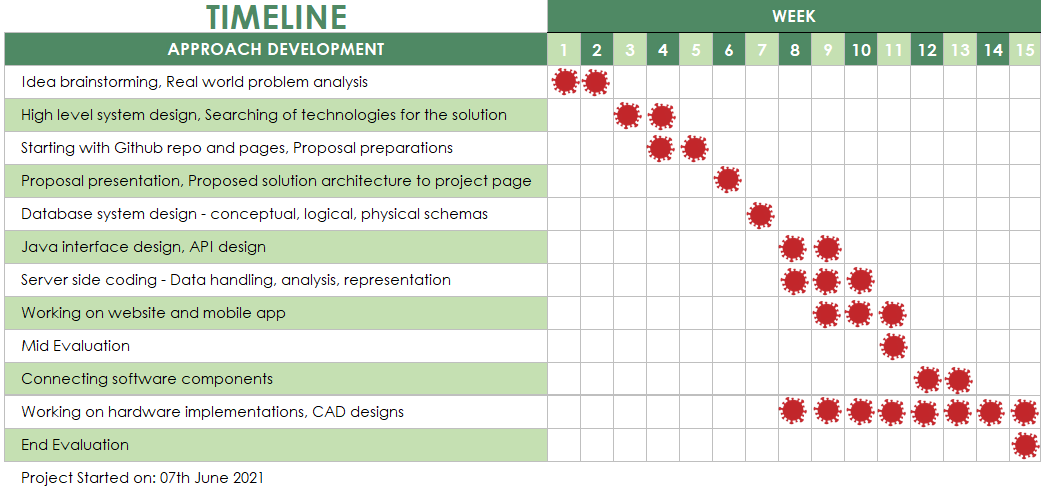 TIMELINE
WEEK
APPROACH DEVELOPMENT
1 2 3 4 5 6 7 8 9 10 11 12 13 14 15
Idea brainstorming, Real world problem analysis
High level system design, Searching of technologies for the solution
Starting with Github repo and pages, Proposal preparations
Proposal presentation, Proposed solution architecture to project page
Database system design - conceptual, logical, physical schemas
Java interface design, API design
Server side coding - Data handling, analysis, representation
Working on website and mobile app
Mid Evaluation
Connecting software components
Working on hardware implementations, CAD designs
End Evaluation
Project Started on: 07th June 2021